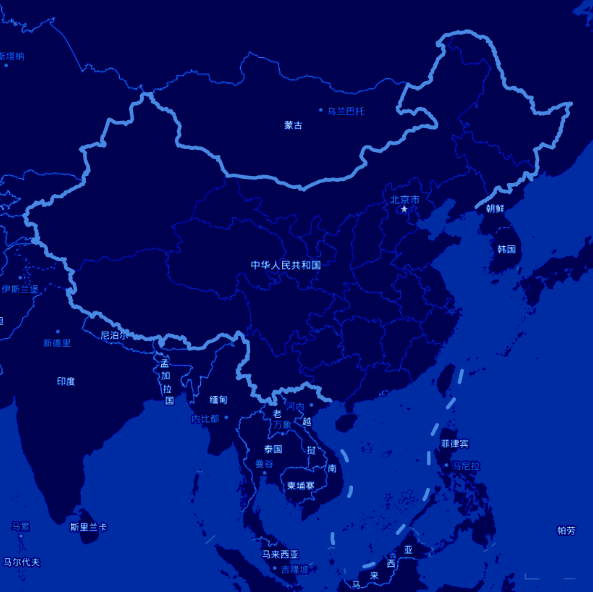 斯塔纳
乌兰巴托
蒙古
北京市
朝鲜
韩国
中华人民共和国
伊斯兰堡
尼泊尔
新德里
孟加拉国
印度
缅甸
内比都
河内
老挝
万象
越南
泰国
曼谷
柬埔寨
菲律宾
马尼拉
马累
斯里兰卡
马尔代夫
马来西亚
吉隆坡
马来西亚
帕劳